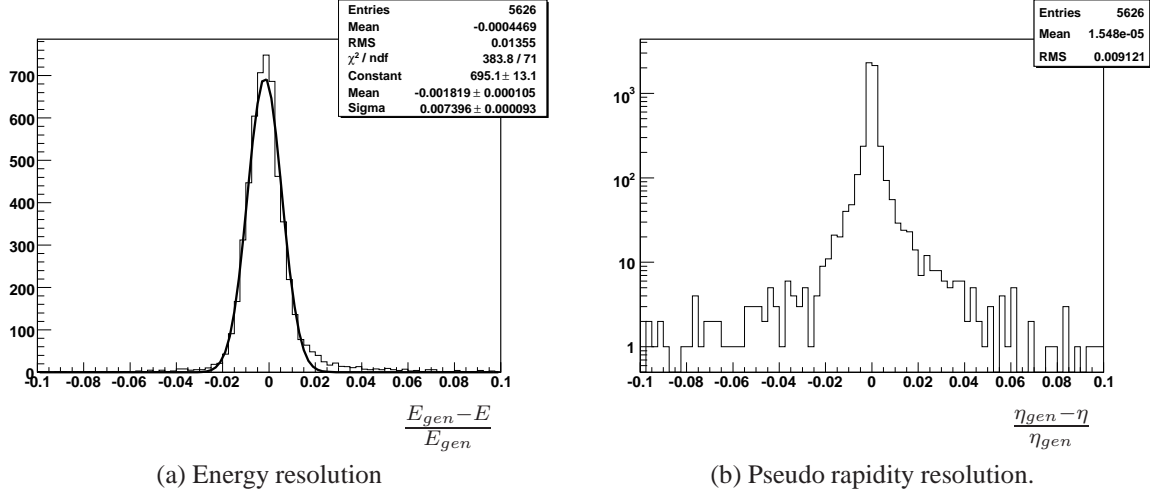 Entries 5626
Mean -0.0004469
RMS 0.01355
χ² / ndf 383.8 / 71
Constant 695.1 ± 13.1
Mean -0.001819 ± 0.000105
Sigma 0.007396 ± 0.000093
700
600
500
400
300
200
100
0
-0.1 -0.08 -0.06 -0.04 -0.02 0 0.02 0.04 0.06 0.08 0.1
E_gen − E
E_gen
(a) Energy resolution
Entries 5626
Mean 1.548e-05
RMS 0.009121
10³
10²
10
1
-0.1 -0.08 -0.06 -0.04 -0.02 0 0.02 0.04 0.06 0.08 0.1
η_gen − η
η_gen
(b) Pseudo rapidity resolution.